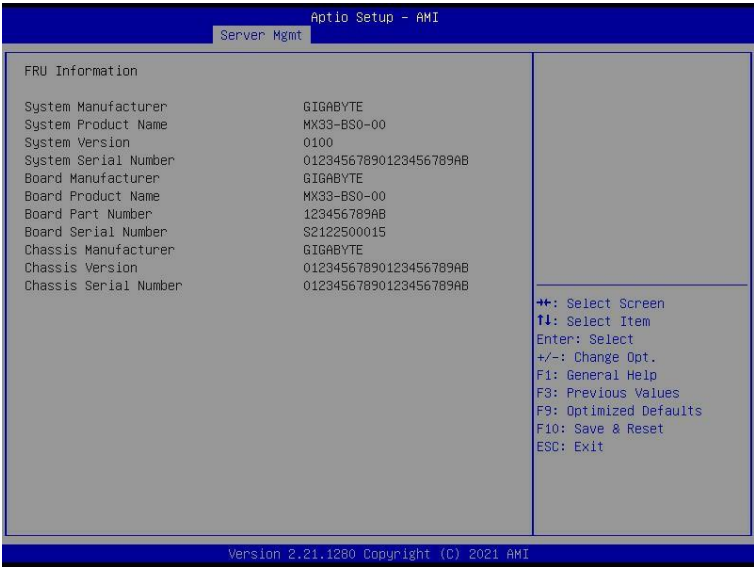 Aptio Setup - AMI
Server Mgmt
FRU Information
System Manufacturer GIGABYTE
System Product Name MX33-BS0-00
System Version 0100
System Serial Number 01234567890123456789AB
Board Manufacturer GIGABYTE
Board Product Name MX33-BS0-00
Board Part Number 123456789AB
Board Serial Number S2122500015
Chassis Manufacturer GIGABYTE
Chassis Version 01234567890123456789AB
Chassis Serial Number 01234567890123456789AB
→←: Select Screen
↑↓: Select Item
Enter: Select
+/-: Change Opt.
F1: General Help
F3: Previous Values
F9: Optimized Defaults
F10: Save & Reset
ESC: Exit
Version 2.21.1280 Copyright (C) 2021 AMI